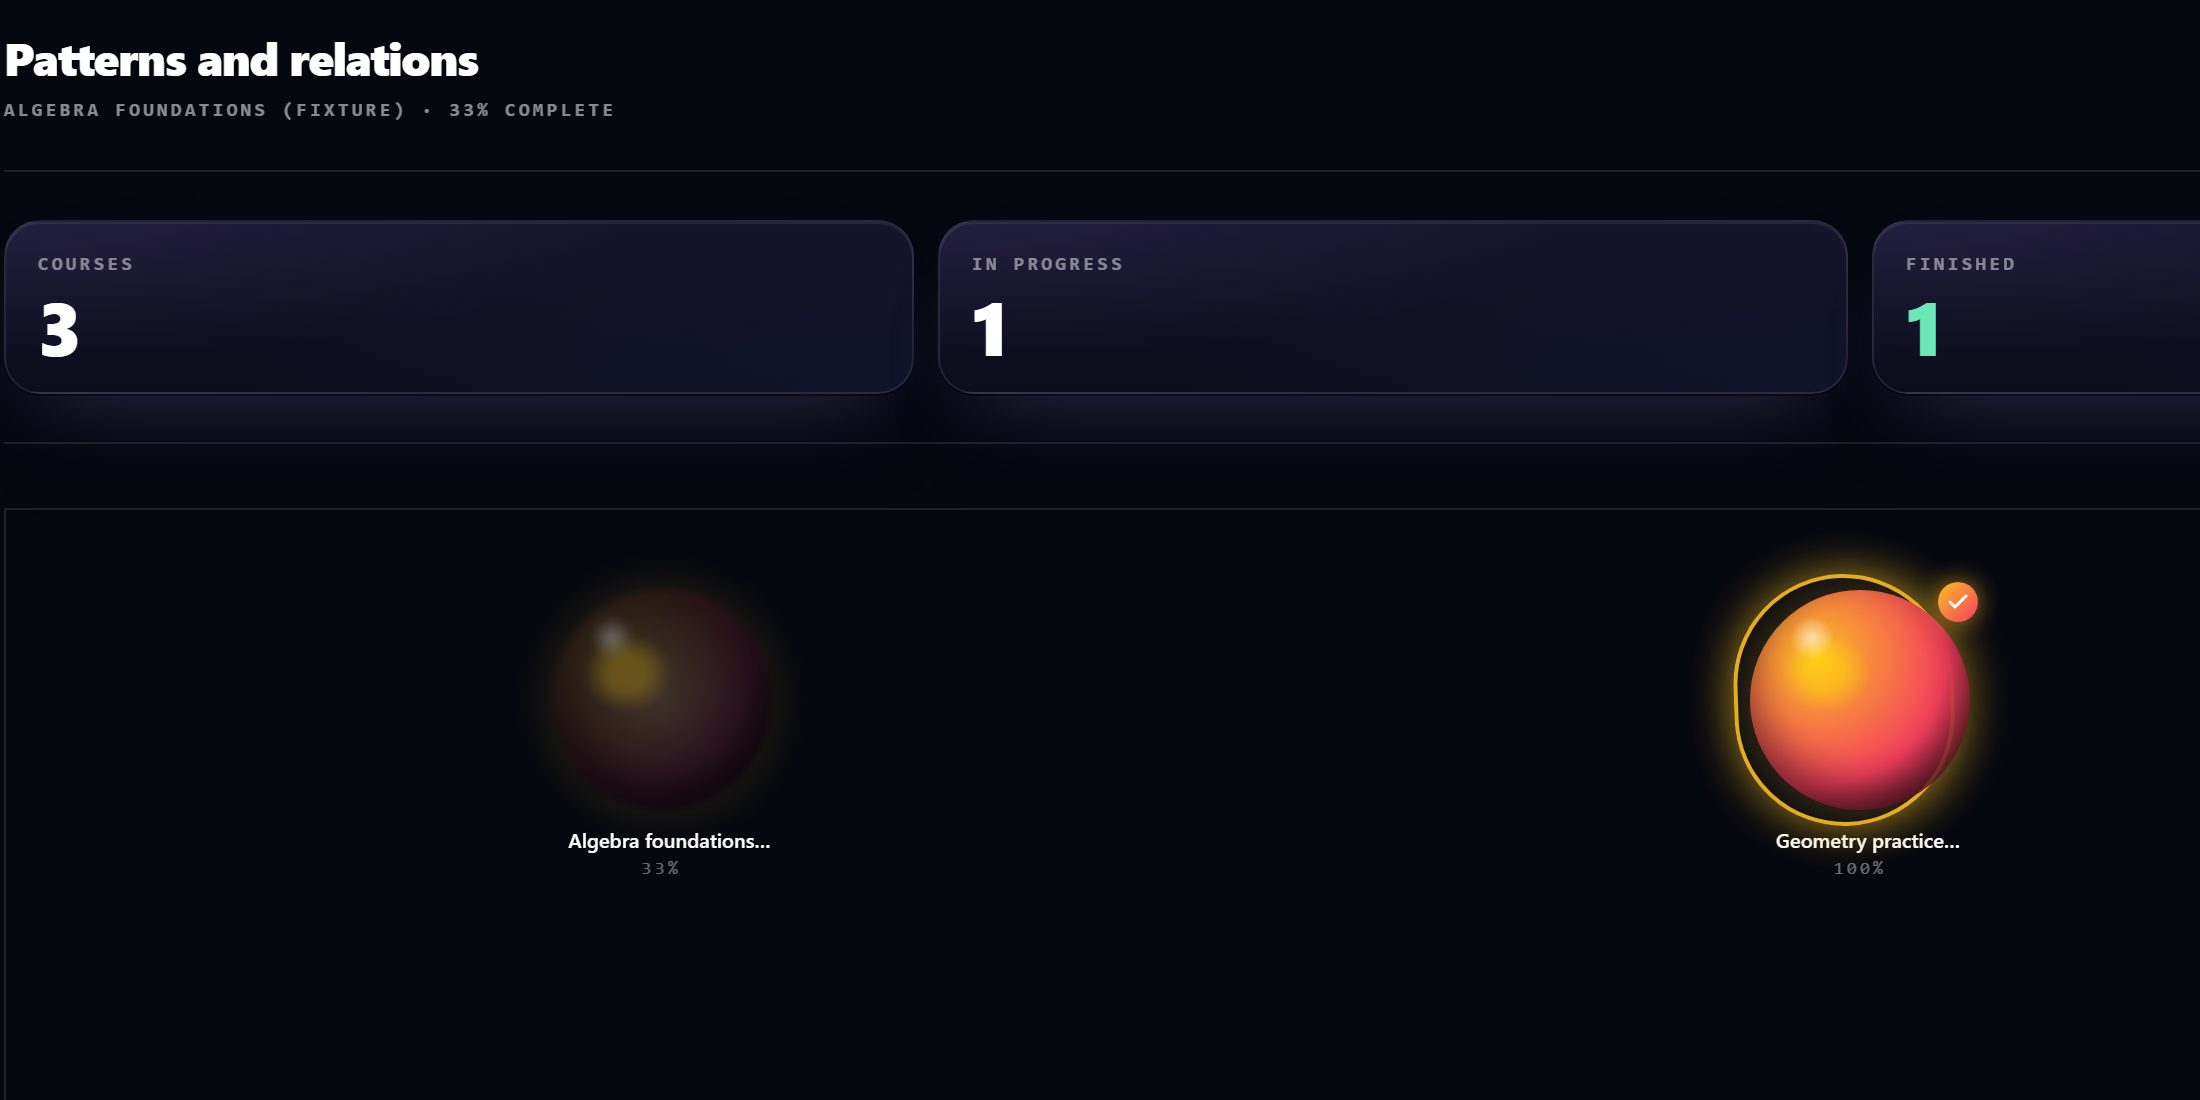 Patterns and relations
ALGEBRA FOUNDATIONS (FIXTURE) • 33% COMPLETE
COURSES
3
IN PROGRESS
1
FINISHED
1
Algebra foundations...
33%
Geometry practice...
100%